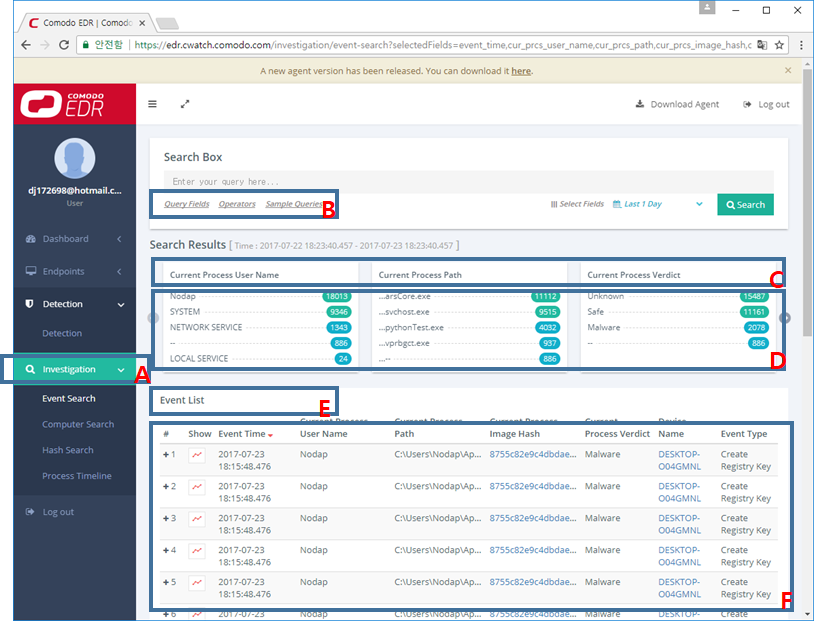 Comodo EDR | Comodo
안전함 | https://edr.cwatch.comodo.com/investigation/event-search?selectedFields=event_time,cur_prcs_user_name,cur_prcs_path,cur_prcs_image_hash,c
A new agent version has been released. You can download it here.
COMODO
EDR
Download Agent
Log out
dj172698@hotmail.c...
User
Dashboard
Endpoints
Detection
Detection
Investigation
A
Event Search
Computer Search
Hash Search
Process Timeline
Log out
Search Box
Enter your query here...
Query Fields Operators Sample Queries
B
Select Fields Last 1 Day Search
Search Results [ Time : 2017-07-22 18:23:40.457 - 2017-07-23 18:23:40.457 ]
Current Process User Name Current Process Path Current Process Verdict
C
Nodap 18013 ...arsCore.exe 11112 Unknown 15487
SYSTEM 9346 ...svchost.exe 9515 Safe 11161
NETWORK SERVICE 1343 ...pythonTest.exe 4032 Malware 2078
-- 886 ...vprbgct.exe 937 -- 886
LOCAL SERVICE 24 ...-- 886
D
Event List
E
Current Process Current Process Current Process Current Device
# Show Event Time User Name Path Image Hash Process Verdict Name Event Type
1 2017-07-23 Nodap C:\Users\Nodap\Ap... 8755c82e9c4dbdae... Malware DESKTOP- Create
18:15:48.476 O04GMNL Registry Key
2 2017-07-23 Nodap C:\Users\Nodap\Ap... 8755c82e9c4dbdae... Malware DESKTOP- Create
18:15:48.476 O04GMNL Registry Key
3 2017-07-23 Nodap C:\Users\Nodap\Ap... 8755c82e9c4dbdae... Malware DESKTOP- Create
18:15:48.476 O04GMNL Registry Key
4 2017-07-23 Nodap C:\Users\Nodap\Ap... 8755c82e9c4dbdae... Malware DESKTOP- Create
18:15:48.476 O04GMNL Registry Key
5 2017-07-23 Nodap C:\Users\Nodap\Ap... 8755c82e9c4dbdae... Malware DESKTOP- Create
18:15:48.476 O04GMNL Registry Key
F
6 2017-07-23 Nodap C:\Users\Nodap\Ap... 8755c82e9c4dbdae... Malware DESKTOP- Create